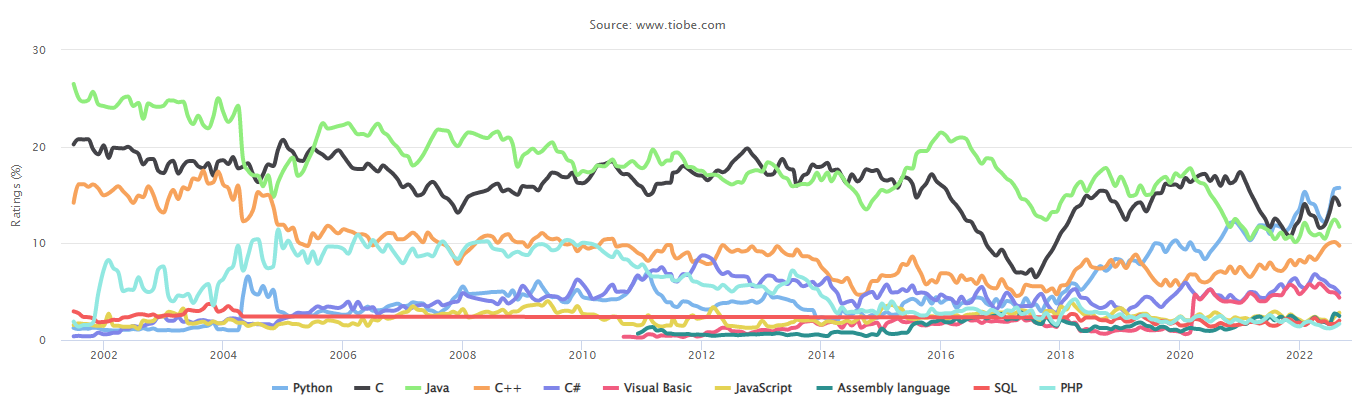 Source: www.tiobe.com
30
20
10
0
Ratings (%)
2002 2004 2006 2008 2010 2012 2014 2016 2018 2020 2022
Python C Java C++ C# Visual Basic JavaScript Assembly language SQL PHP